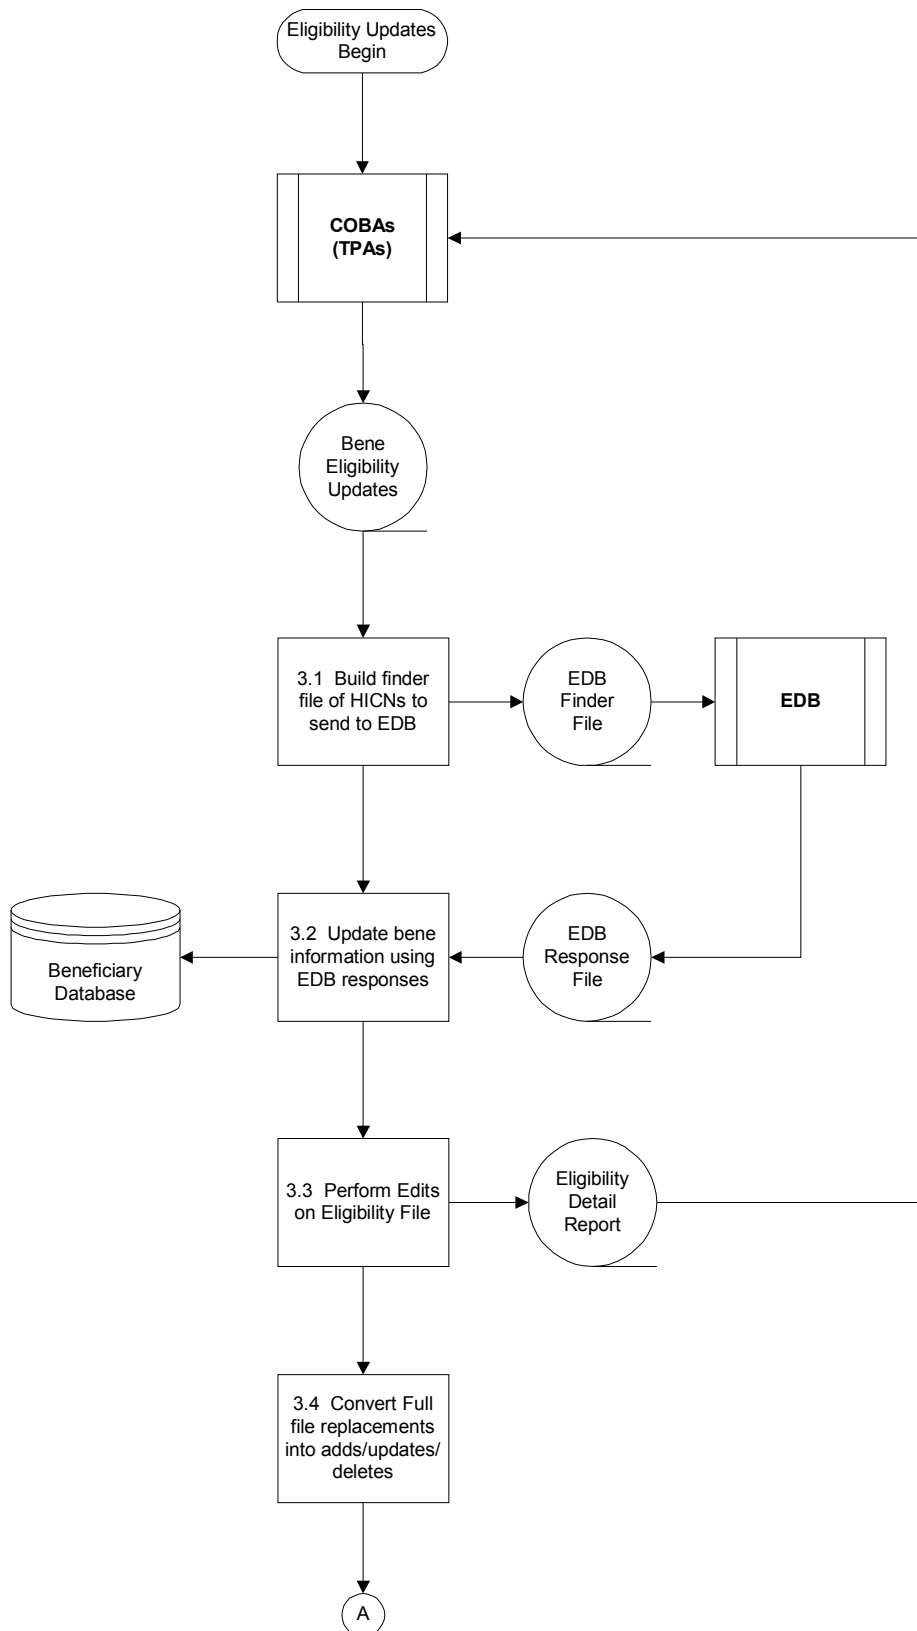 Eligibility Updates
Begin
COBAs
(TPAs)
Bene
Eligibility
Updates
3.1 Build finder
file of HICNs to
send to EDB
EDB
Finder
File
EDB
Beneficiary
Database
3.2 Update bene
information using
EDB responses
EDB
Response
File
3.3 Perform Edits
on Eligibility File
Eligibility
Detail
Report
3.4 Convert Full
file replacements
into adds/updates/
deletes
A